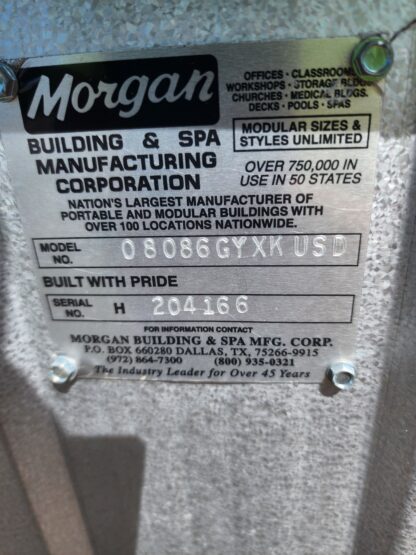 Morgan
BUILDING & SPA
MANUFACTURING
CORPORATION
OFFICES · CLASSROOMS
WORKSHOPS · STORAGE BLDGS.
CHURCHES · MEDICAL BLDGS.
DECKS · POOLS · SPAS
MODULAR SIZES &
STYLES UNLIMITED
OVER 750,000 IN
USE IN 50 STATES
NATION'S LARGEST MANUFACTURER OF
PORTABLE AND MODULAR BUILDINGS WITH
OVER 100 LOCATIONS NATIONWIDE.
MODEL NO. 08086GYXKUSD
BUILT WITH PRIDE
SERIAL NO. H 204166
FOR INFORMATION CONTACT
MORGAN BUILDING & SPA MFG. CORP.
P.O. BOX 660280 DALLAS, TX, 75266-9915
(972) 864-7300 (800) 935-0321
The Industry Leader for Over 45 Years